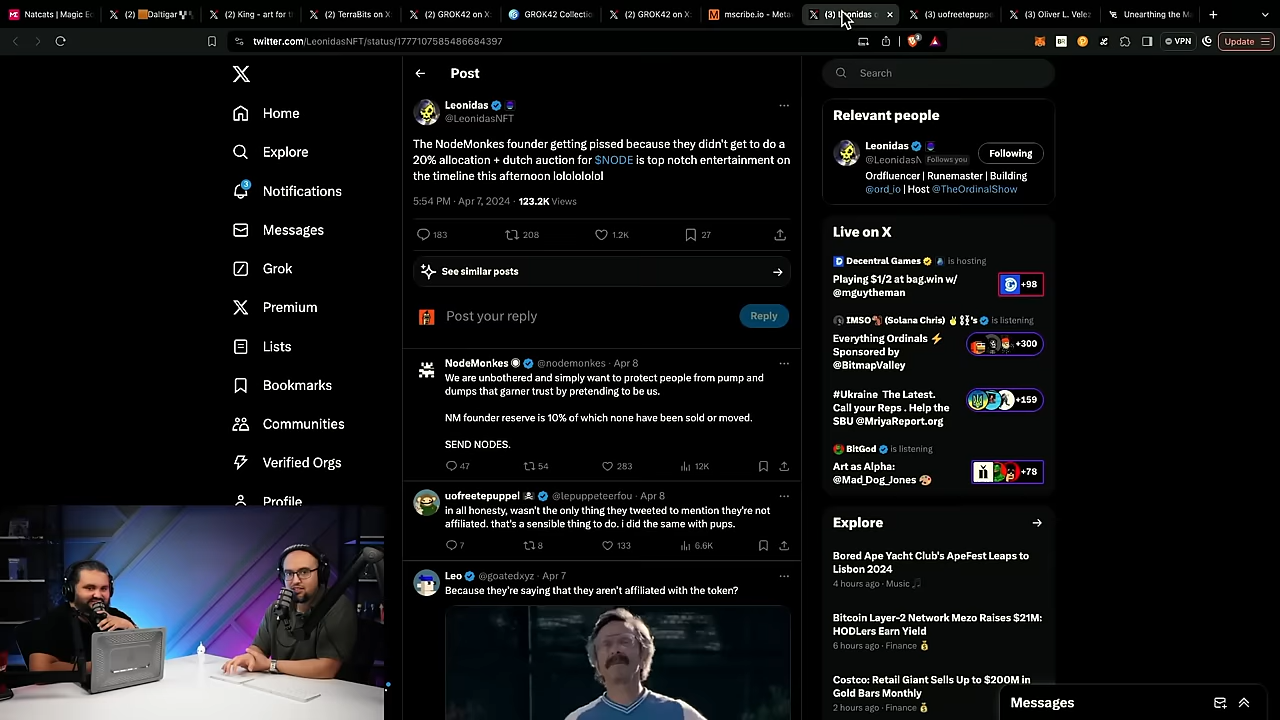 Natcats | Magic E
(2) Daltigar
(2) King - art for t
(2) TerraBits on X
(2) GROK42 on X
GROK42 Collectio
(2) GROK42 on X:
mscribe.io - Meta
(3) Leonidas
(3) uofreetepuppe
(3) Oliver L. Velez
Unearthing the M
twitter.com/LeonidasNFT/status/1777107585486684397
VPN
Update
Home
Explore
3
Notifications
Messages
Grok
Premium
Lists
Bookmarks
Communities
Verified Orgs
Profile
Post
Leonidas
@LeonidasNFT
The NodeMonkes founder getting pissed because they didn't get to do a
20% allocation + dutch auction for $NODE is top notch entertainment on
the timeline this afternoon lolololololol
5:54 PM · Apr 7, 2024 · 123.2K Views
183 208 1.2K 27
See similar posts
Post your reply
Reply
NodeMonkes @nodemonkes · Apr 8
We are unbothered and simply want to protect people from pump and
dumps that garner trust by pretending to be us.
NM founder reserve is 10% of which none have been sold or moved.
SEND NODES.
47 54 283 12K
uofreetepuppel @lepuppeteerfou · Apr 8
in all honesty, wasn't the only thing they tweeted to mention they're not
affiliated. that's a sensible thing to do. i did the same with pups.
7 8 133 6.6K
Leo @goatedxyz · Apr 7
Because they're saying that they aren't affiliated with the token?
Search
Relevant people
Leonidas
@LeonidasN Follows you
Following
Ordfluencer | Runemaster | Building
@ord_io | Host @TheOrdinalShow
Live on X
Decentral Games is hosting
Playing $1/2 at bag.win w/
@mguytheman
+98
IMSO (Solana Chris) 's is listening
Everything Ordinals
Sponsored by
@BitmapValley
+300
#Ukraine The Latest.
Call your Reps . Help the
SBU @MriyaReport.org
+159
BitGod is listening
Art as Alpha:
@Mad_Dog_Jones
+78
Explore
Bored Ape Yacht Club's ApeFest Leaps to
Lisbon 2024
4 hours ago · Music
Bitcoin Layer-2 Network Mezo Raises $21M:
HODLers Earn Yield
6 hours ago · Finance
Costco: Retail Giant Sells Up to $200M in
Gold Bars Monthly
2 hours ago · Finance
Messages